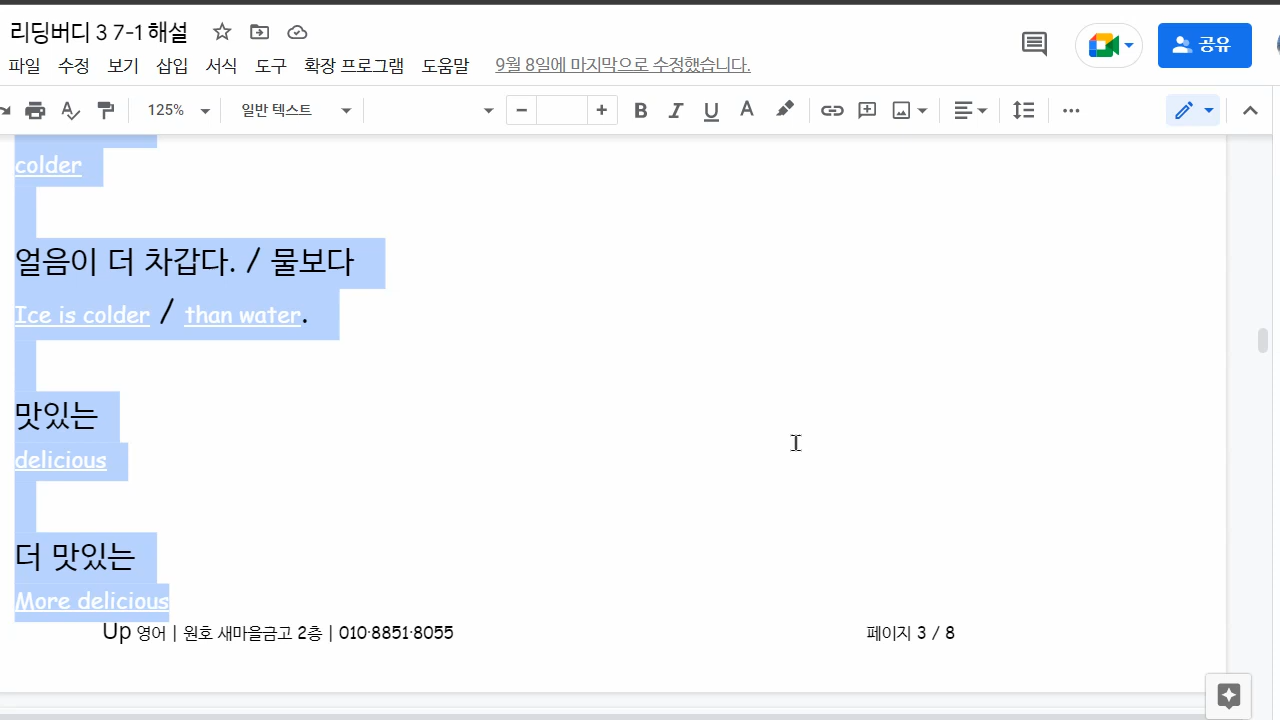 리딩버디 3 7-1 해설
파일 수정 보기 삽입 서식 도구 확장 프로그램 도움말 9월 8일에 마지막으로 수정했습니다.
공유
125% 일반 텍스트
colder
얼음이 더 차갑다. / 물보다
Ice is colder / than water.
맛있는
delicious
더 맛있는
More delicious
Up 영어 | 원호 새마을금고 2층 | 010·8851·8055 페이지 3 / 8